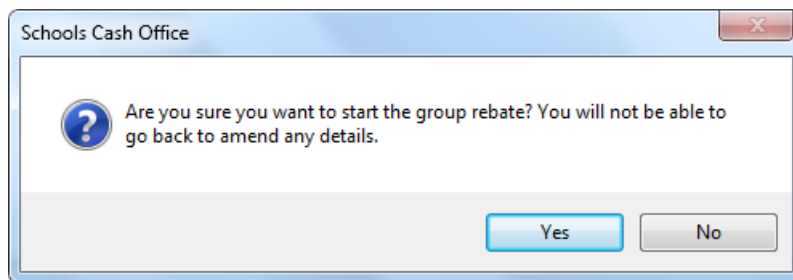 Schools Cash Office
Are you sure you want to start the group rebate? You will not be able to
go back to amend any details.
Yes
No